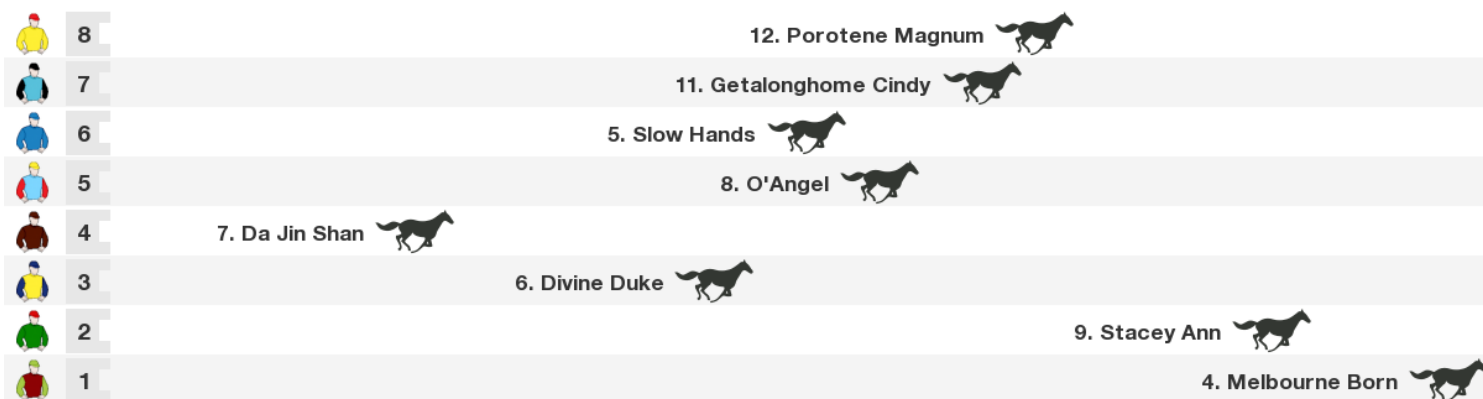 8 12. Porotene Magnum
7 11. Getalonghome Cindy
6 5. Slow Hands
5 8. O'Angel
4 7. Da Jin Shan
3 6. Divine Duke
2 9. Stacey Ann
1 4. Melbourne Born